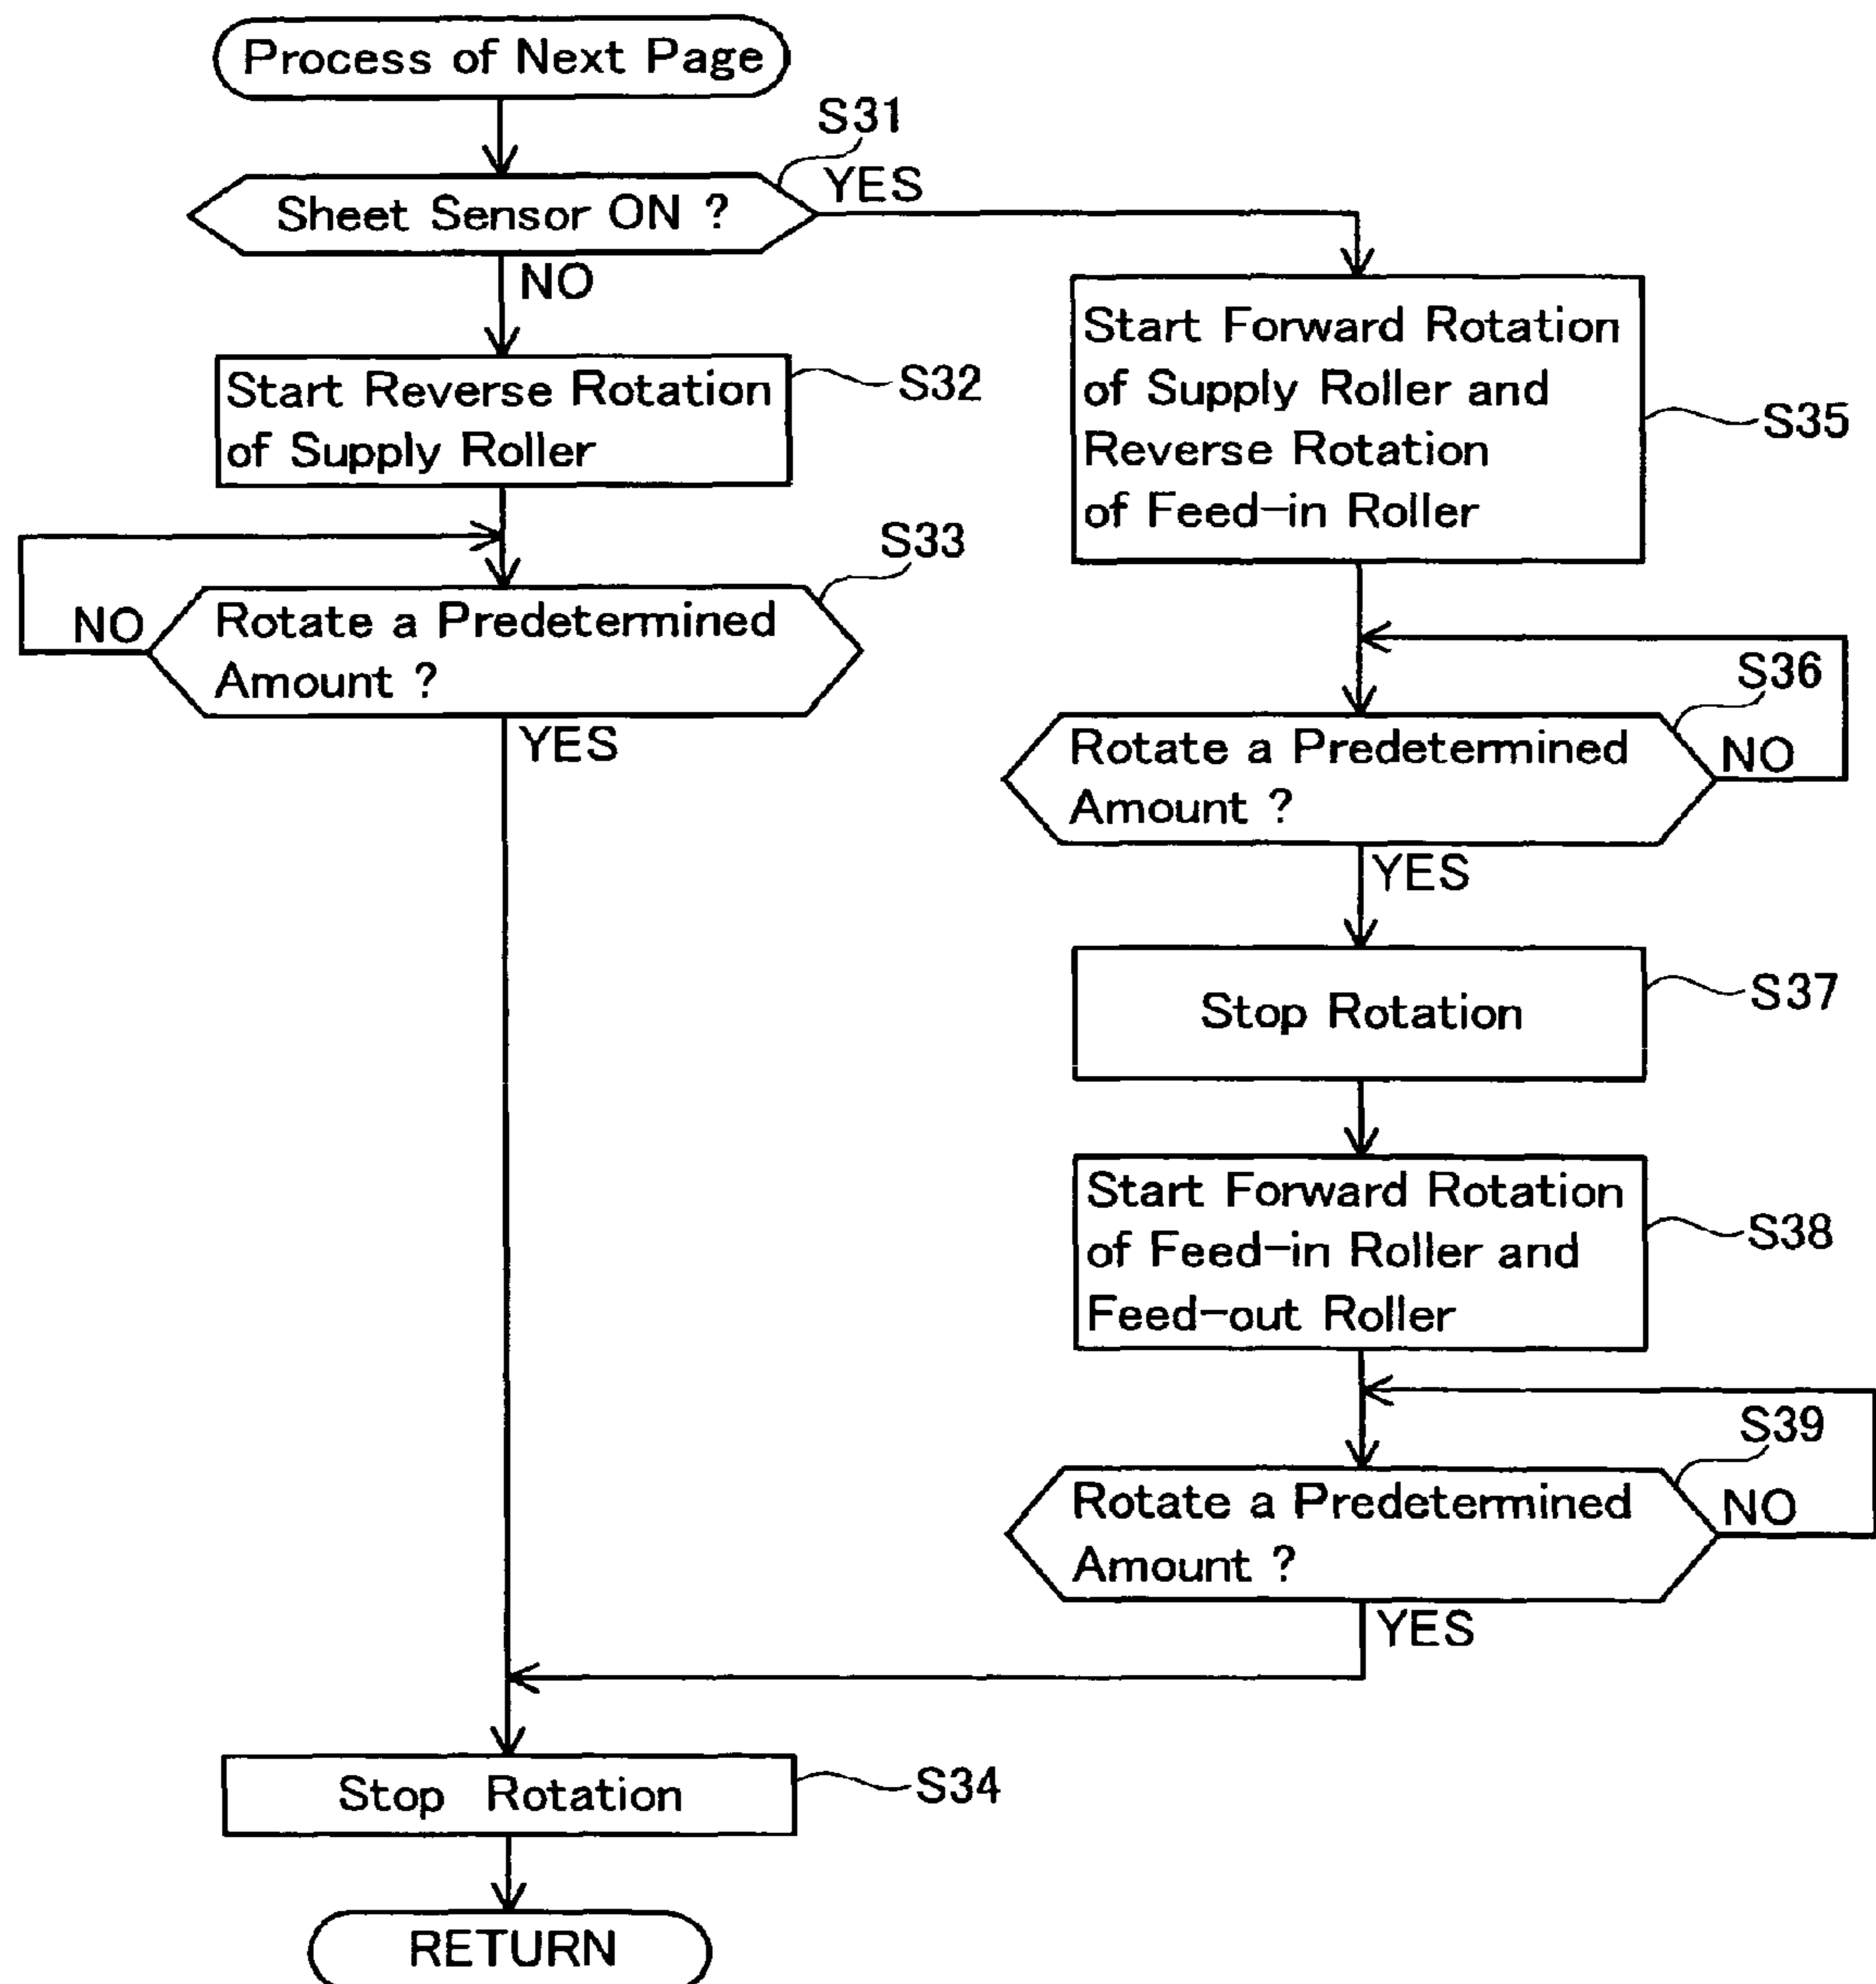 Process of Next Page
S31
Sheet Sensor ON ?
YES
NO
Start Reverse Rotation
of Supply Roller
S32
S33
Rotate a Predetermined
Amount ?
NO
YES
Start Forward Rotation
of Supply Roller and
Reverse Rotation
of Feed-in Roller
S35
S36
Rotate a Predetermined
Amount ?
NO
YES
Stop Rotation
S37
Start Forward Rotation
of Feed-in Roller and
Feed-out Roller
S38
S39
Rotate a Predetermined
Amount ?
NO
YES
Stop Rotation
S34
RETURN